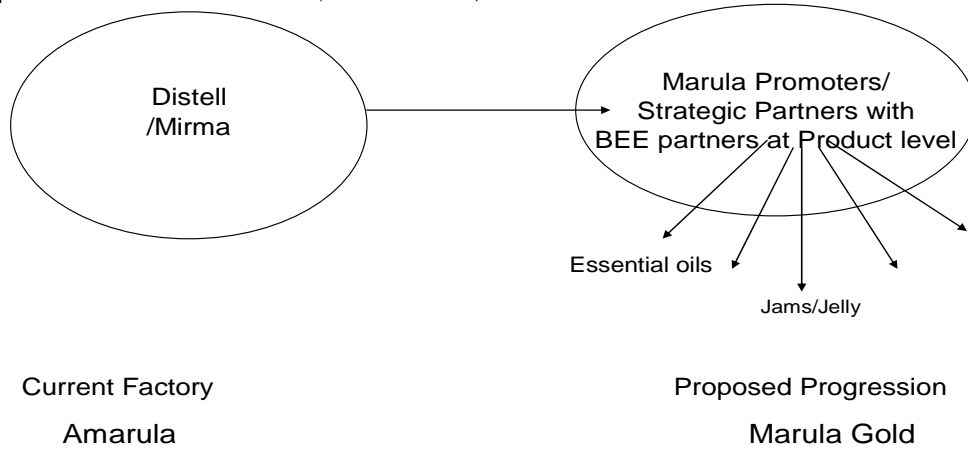 Distell
/Mirma
Marula Promoters/
Strategic Partners with
BEE partners at Product level
Essential oils
Jams/Jelly
Current Factory
Proposed Progression
Amarula
Marula Gold